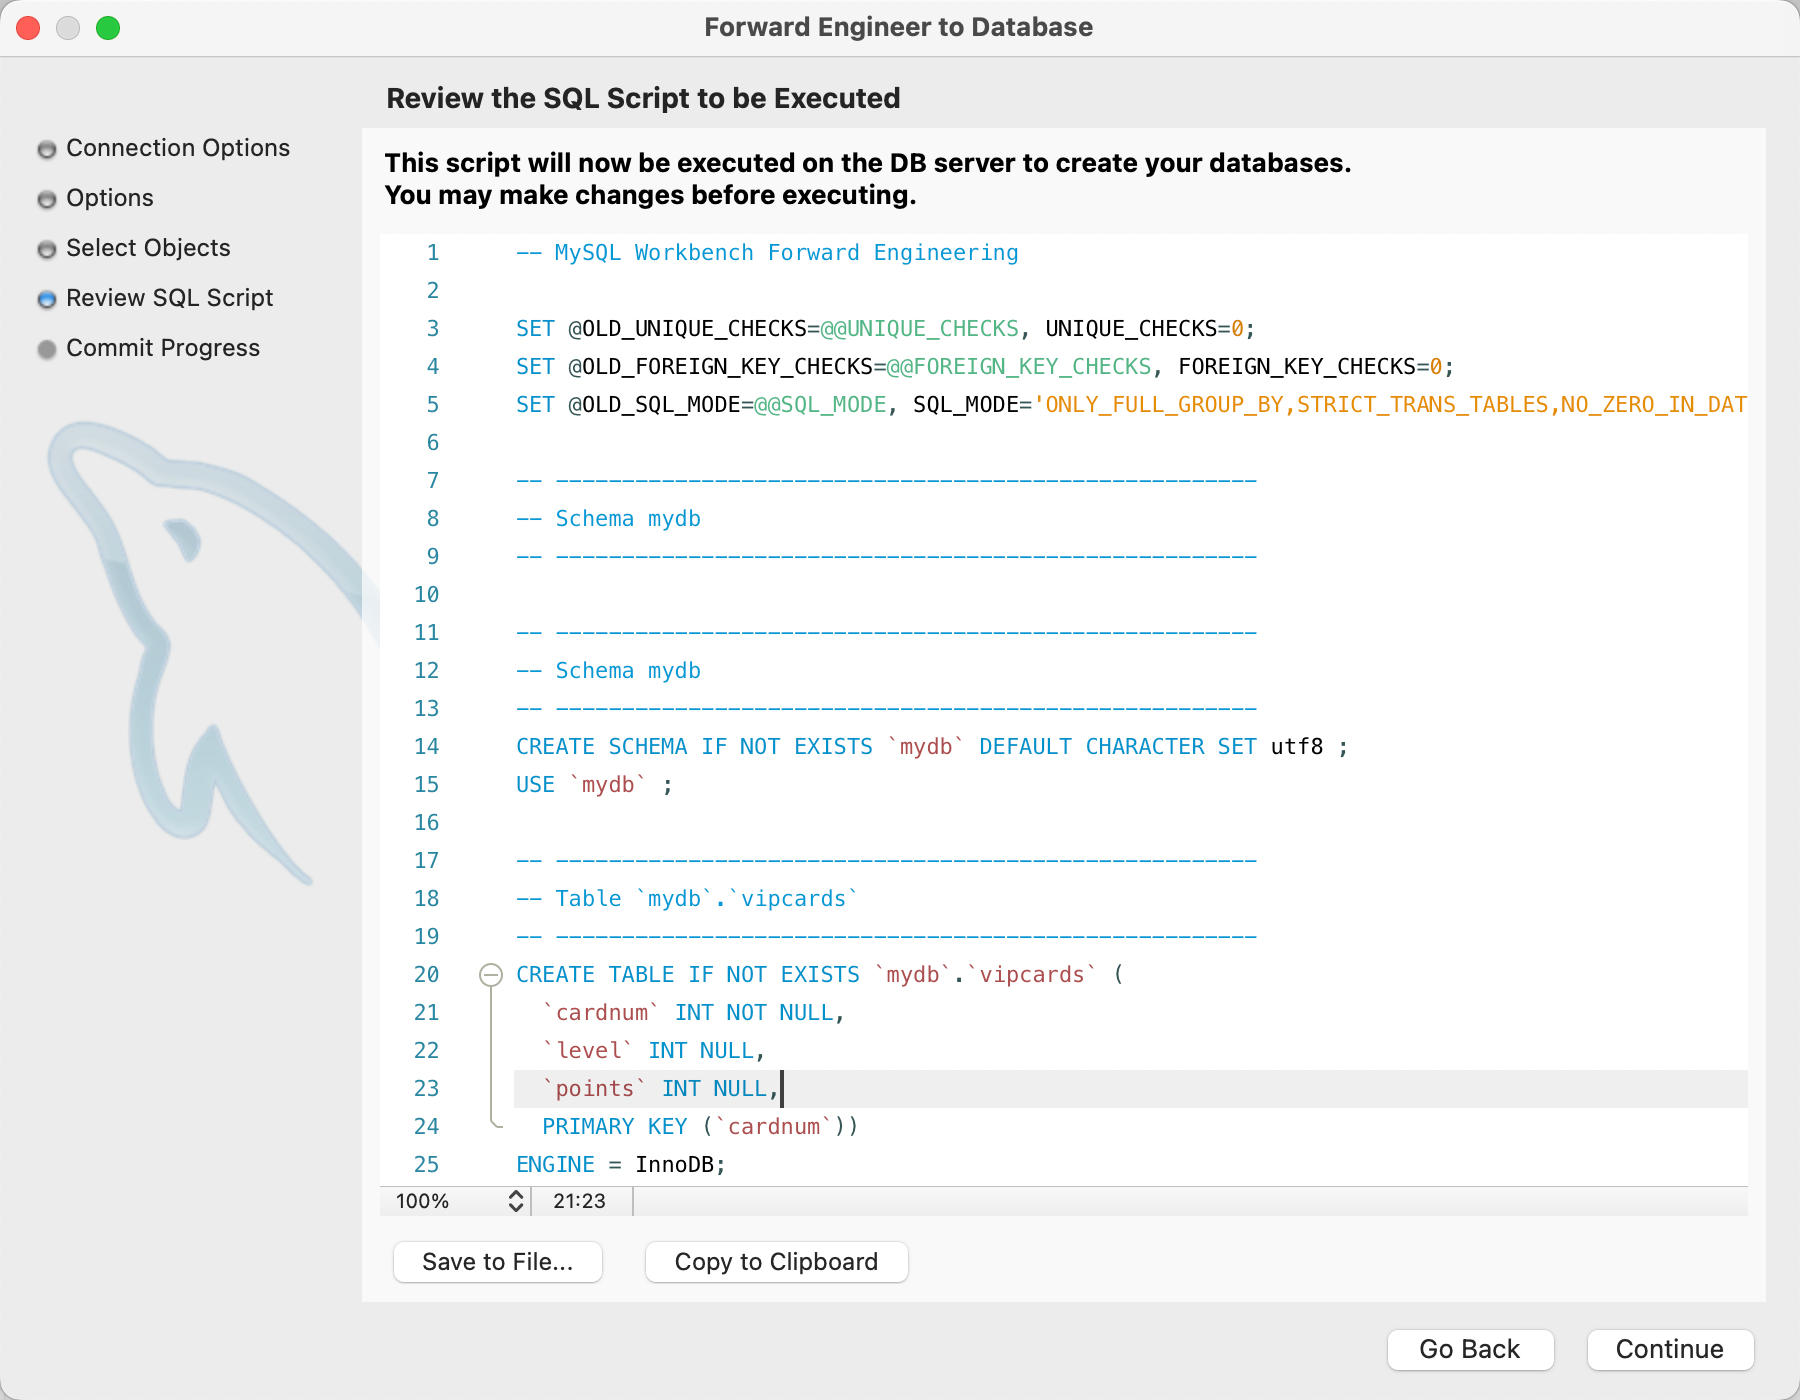 Forward Engineer to Database
Review the SQL Script to be Executed
Connection Options
Options
Select Objects
Review SQL Script
Commit Progress
This script will now be executed on the DB server to create your databases.
You may make changes before executing.
1 -- MySQL Workbench Forward Engineering
2
3 SET @OLD_UNIQUE_CHECKS=@@UNIQUE_CHECKS, UNIQUE_CHECKS=0;
4 SET @OLD_FOREIGN_KEY_CHECKS=@@FOREIGN_KEY_CHECKS, FOREIGN_KEY_CHECKS=0;
5 SET @OLD_SQL_MODE=@@SQL_MODE, SQL_MODE='ONLY_FULL_GROUP_BY,STRICT_TRANS_TABLES,NO_ZERO_IN_DAT
6
7 -- -----------------------------------------------------
8 -- Schema mydb
9 -- -----------------------------------------------------
10
11 -- -----------------------------------------------------
12 -- Schema mydb
13 -- -----------------------------------------------------
14 CREATE SCHEMA IF NOT EXISTS `mydb` DEFAULT CHARACTER SET utf8 ;
15 USE `mydb` ;
16
17 -- -----------------------------------------------------
18 -- Table `mydb`.`vipcards`
19 -- -----------------------------------------------------
20 CREATE TABLE IF NOT EXISTS `mydb`.`vipcards` (
21 `cardnum` INT NOT NULL,
22 `level` INT NULL,
23 `points` INT NULL,
24 PRIMARY KEY (`cardnum`))
25 ENGINE = InnoDB;
100% 21:23
Save to File... Copy to Clipboard
Go Back Continue